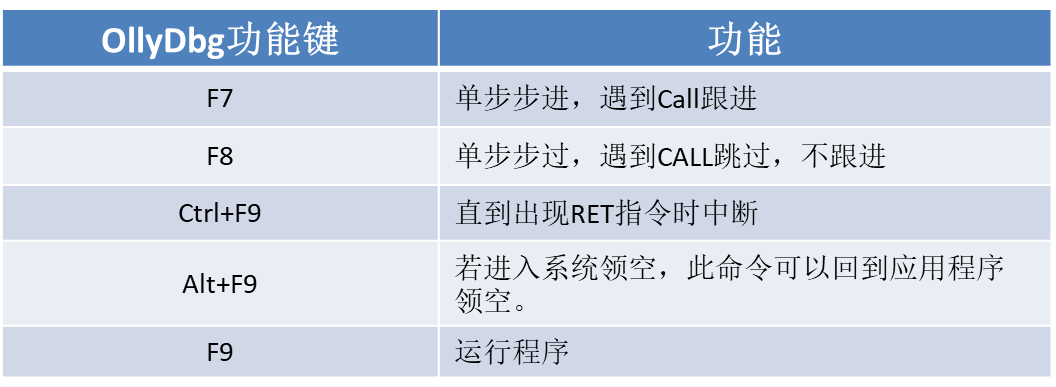 OllyDbg功能键
功能
F7
单步步进，遇到Call跟进
F8
单步步过，遇到CALL跳过，不跟进
Ctrl+F9
直到出现RET指令时中断
Alt+F9
若进入系统领空，此命令可以回到应用程序
领空。
F9
运行程序